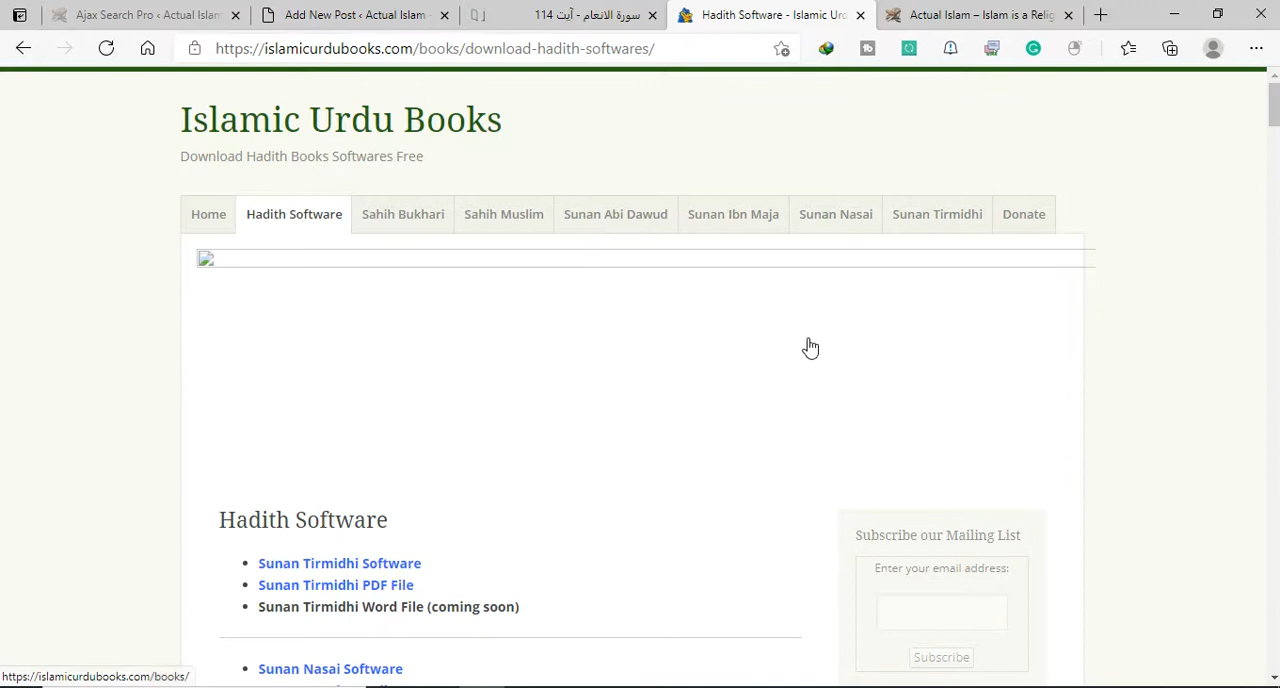 Ajax Search Pro ‹ Actual Islam
Add New Post ‹ Actual Islam -
سورة الانعام - آیت 114
Hadith Software - Islamic Urd
Actual Islam – Islam is a Relig
https://islamicurdubooks.com/books/download-hadith-softwares/
Islamic Urdu Books
Download Hadith Books Softwares Free
Home Hadith Software Sahih Bukhari Sahih Muslim Sunan Abi Dawud Sunan Ibn Maja Sunan Nasai Sunan Tirmidhi Donate
Hadith Software
Sunan Tirmidhi Software
Sunan Tirmidhi PDF File
Sunan Tirmidhi Word File (coming soon)
Sunan Nasai Software
Subscribe our Mailing List
Enter your email address:
Subscribe
https://islamicurdubooks.com/books/